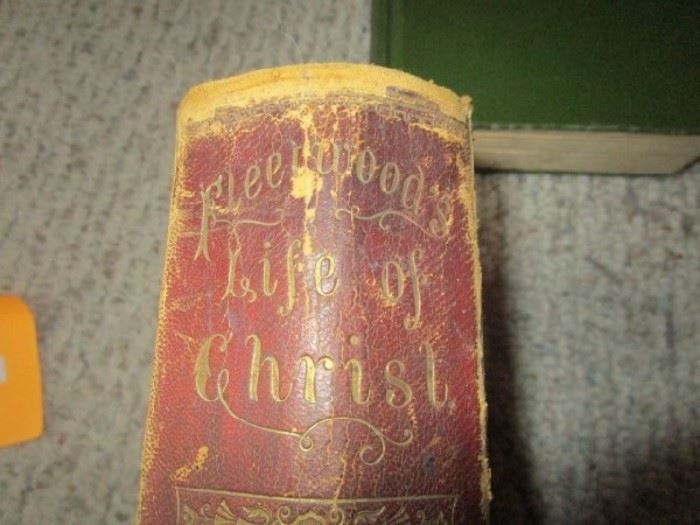 Fleetwood's
Life of
Christ.